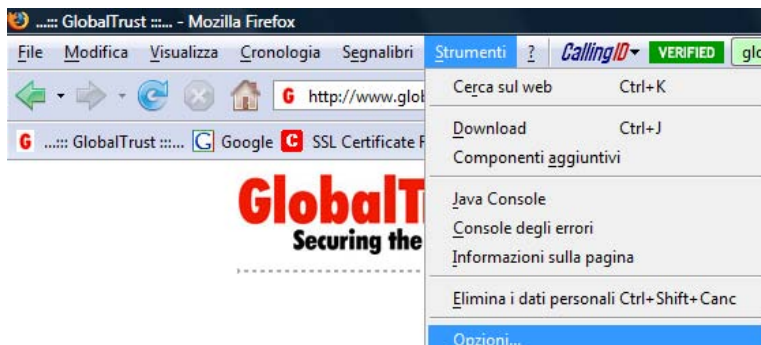 ...:: GlobalTrust :::... - Mozilla Firefox
File Modifica Visualizza Cronologia Segnalibri Strumenti ? CallingID VERIFIED
G http://www.glo
G ...::: GlobalTrust :::... G Google C SSL Certificate
Cerca sul web Ctrl+K
Download Ctrl+J
Componenti aggiuntivi
Java Console
Console degli errori
Informazioni sulla pagina
Elimina i dati personali Ctrl+Shift+Canc
Opzioni...
GlobalT
Securing the